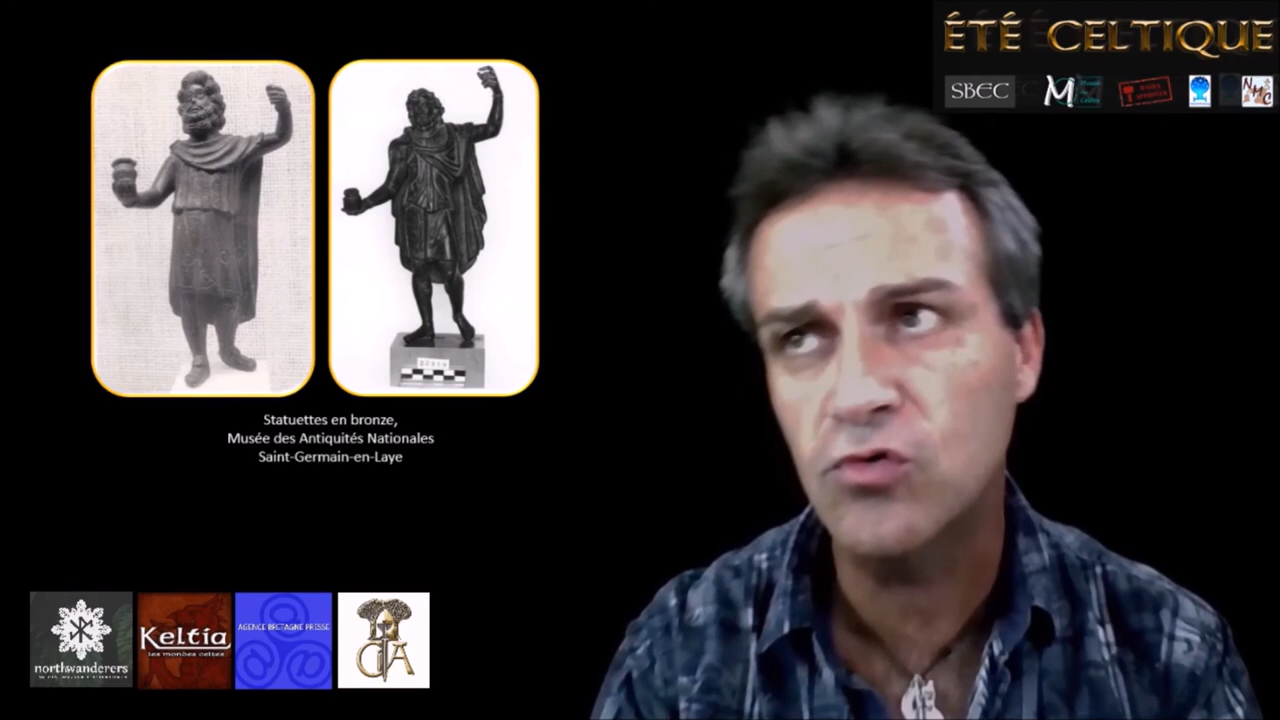 ÉTÉ CELTIQUE
SBEC
Statuettes en bronze,
Musée des Antiquités Nationales
Saint-Germain-en-Laye
northwanderers
Keltia
les mondes celtes
AGENCE BRETAGNE PRESSE